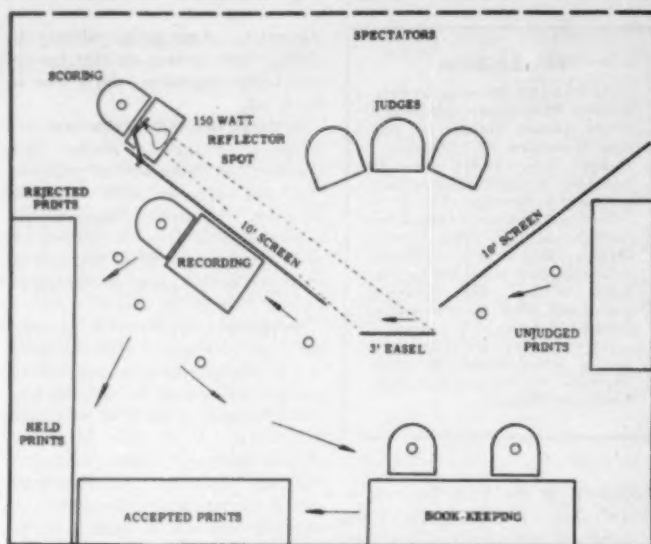 SPECTATORS
SCORING
JUDGES
150 WATT
REFLECTOR
SPOT
REJECTED
PRINTS
10' SCREEN
10' SCREEN
RECORDING
3' EASEL
UNJUDGED
PRINTS
HELD
PRINTS
ACCEPTED PRINTS
BOOK-KEEPING